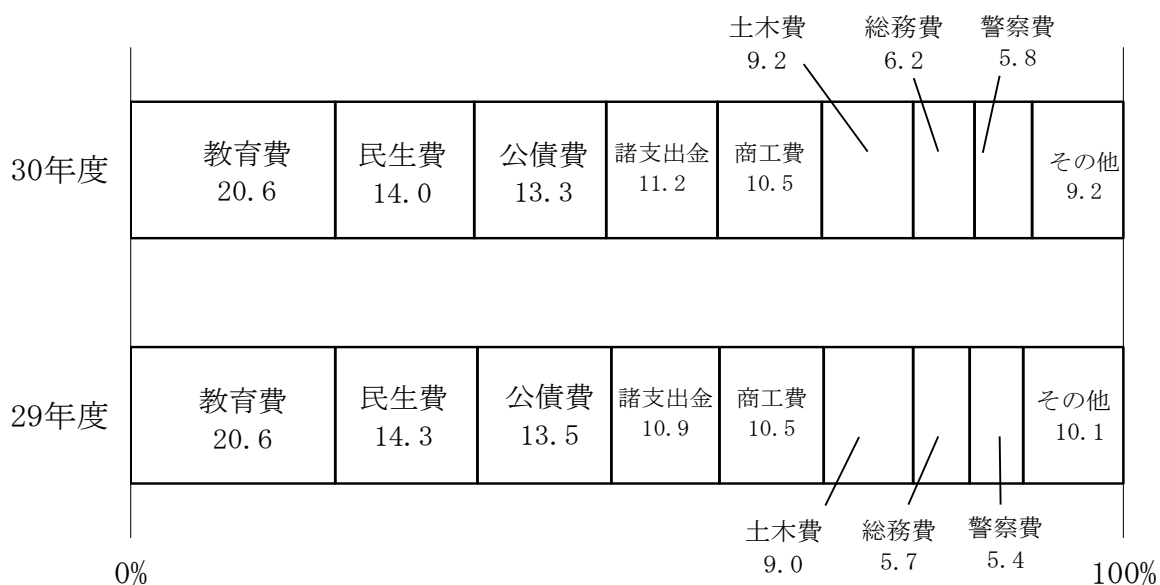 土木費 総務費 警察費
9.2 6.2 5.8
30年度 教育費 民生費 公債費 諸支出金 商工費 その他
20.6 14.0 13.3 11.2 10.5 9.2
29年度 教育費 民生費 公債費 諸支出金 商工費 その他
20.6 14.3 13.5 10.9 10.5 10.1
土木費 総務費 警察費
9.0 5.7 5.4
0% 100%